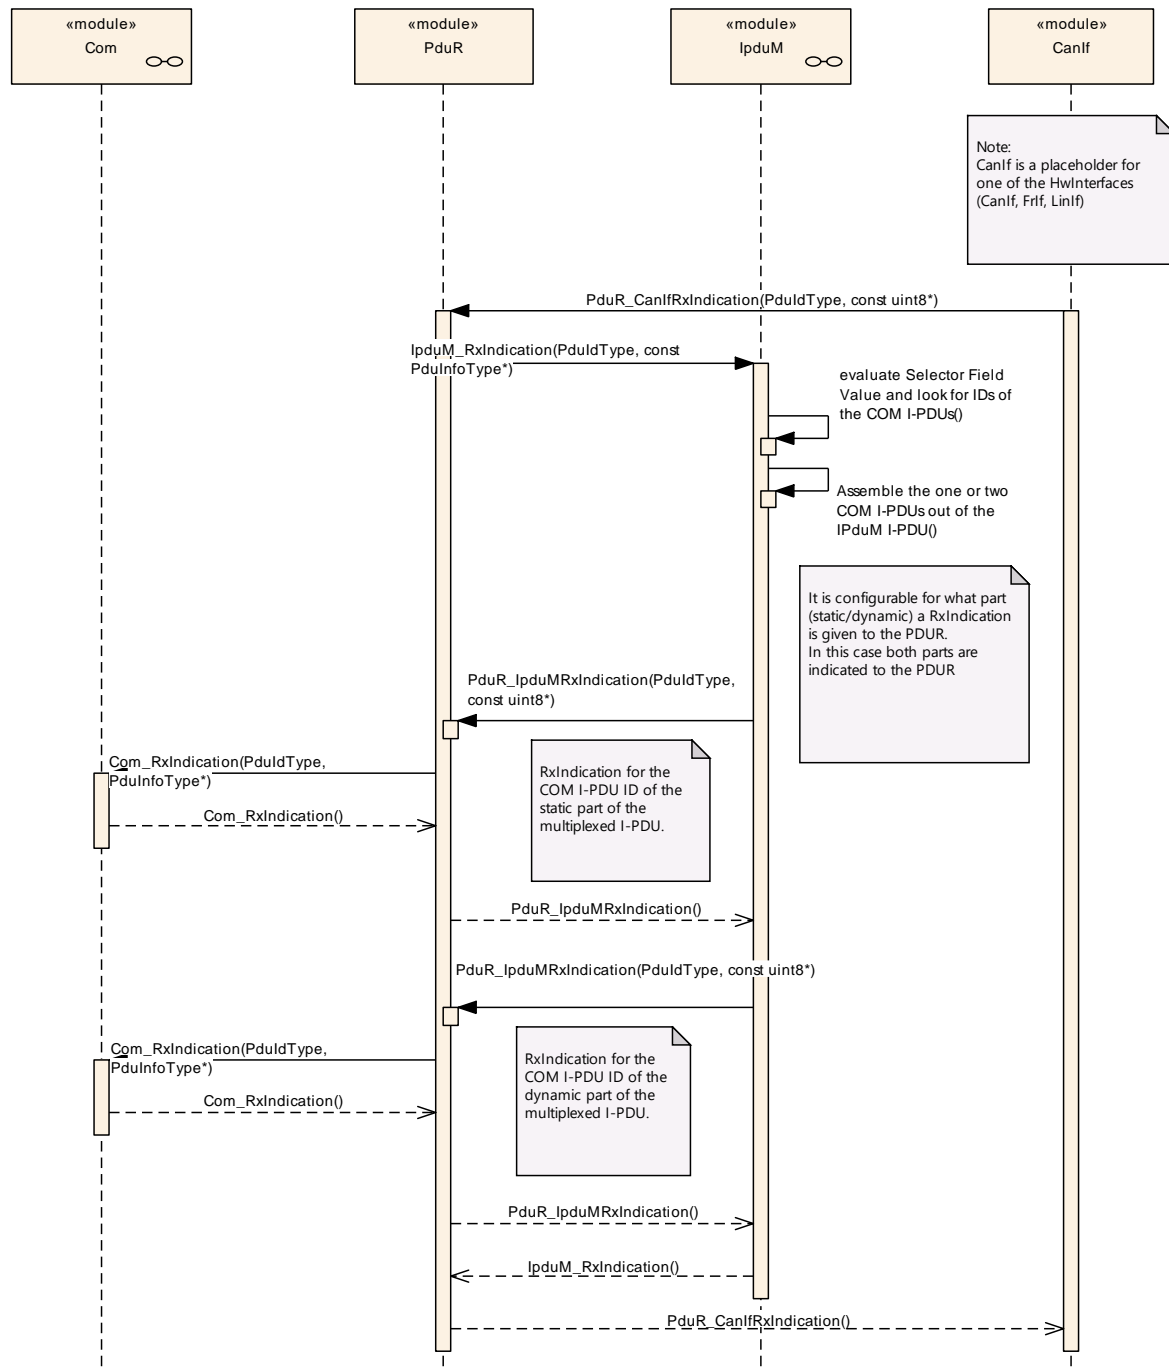 «module»
Com
«module»
PduR
«module»
IpduM
«module»
CanIf
Note:
CanIf is a placeholder for
one of the HwInterfaces
(CanIf, FrIf, LinIf)
PduR_CanIfRxIndication(PduIdType, const uint8*)
IpduM_RxIndication(PduIdType, const
PduInfoType*)
evaluate Selector Field
Value and look for IDs of
the COM I-PDUs()
Assemble the one or two
COM I-PDUs out of the
IPduM I-PDU()
It is configurable for what part
(static/dynamic) a RxIndication
is given to the PDUR.
In this case both parts are
indicated to the PDUR
PduR_IpduMRxIndication(PduIdType,
const uint8*)
Com_RxIndication(PduIdType,
PduInfoType*)
RxIndication for the
COM I-PDU ID of the
static part of the
multiplexed I-PDU.
Com_RxIndication()
PduR_IpduMRxIndication()
PduR_IpduMRxIndication(PduIdType, const uint8*)
Com_RxIndication(PduIdType,
PduInfoType*)
RxIndication for the
COM I-PDU ID of the
dynamic part of the
multiplexed I-PDU.
Com_RxIndication()
PduR_IpduMRxIndication()
IpduM_RxIndication()
PduR_CanIfRxIndication()